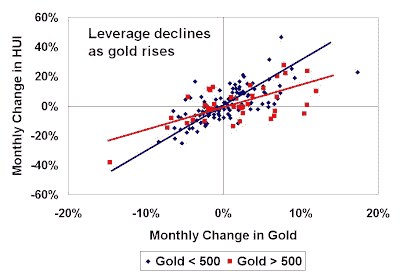 60%
Leverage declines
as gold rises
40%
20%
0%
-20%
-40%
-60%
Monthly Change in HUI
-20% -10% 0% 10% 20%
Monthly Change in Gold
Gold < 500 Gold > 500